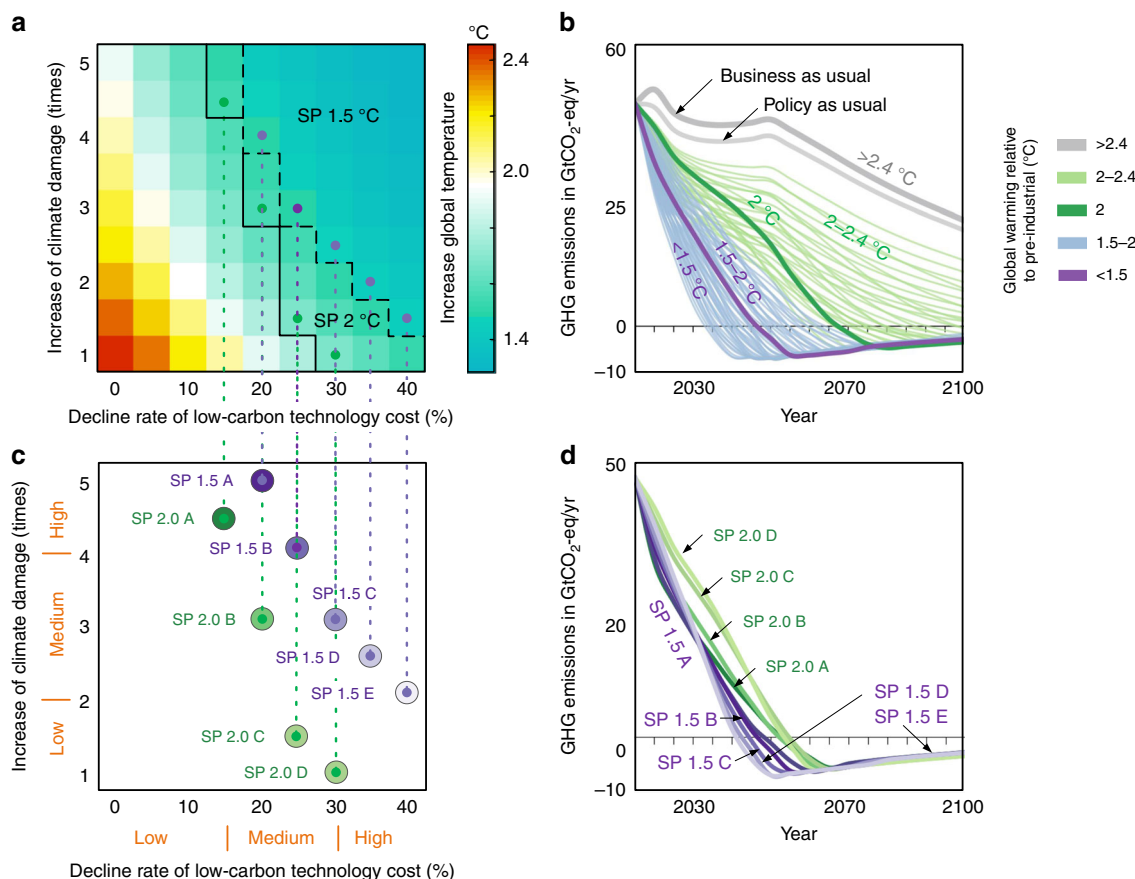 a
°C
5
4
3
2
1
Increase of climate damage (times)
SP 1.5 °C
SP 2 °C
0 10 20 30 40
Decline rate of low-carbon technology cost (%)
2.4
2.0
1.4
Increase global temperature
b
60
25
0
−10
GHG emissions in GtCO2-eq/yr
Business as usual
Policy as usual
>2.4 °C
2 °C
2–2.4 °C
1.5–2 °C
<1.5 °C
2030 2070 2100
Year
Global warming relative
to pre-industrial (°C)
>2.4
2–2.4
2
1.5–2
<1.5
c
5
4
3
2
1
Increase of climate damage (times)
High
Medium
Low
SP 1.5 A
SP 2.0 A
SP 1.5 B
SP 1.5 C
SP 2.0 B
SP 1.5 D
SP 1.5 E
SP 2.0 C
SP 2.0 D
0 10 20 30 40
Low Medium High
Decline rate of low-carbon technology cost (%)
d
50
20
0
−10
GHG emissions in GtCO2-eq/yr
SP 2.0 D
SP 2.0 C
SP 2.0 B
SP 1.5 A
SP 2.0 A
SP 1.5 D
SP 1.5 E
SP 1.5 B
SP 1.5 C
2030 2070 2100
Year